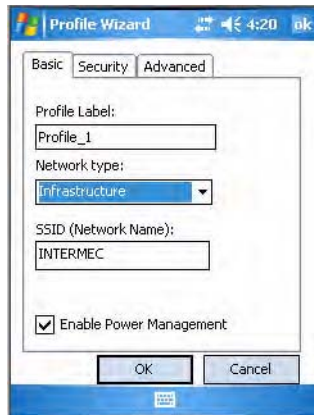 Profile Wizard 4:20 ok
Basic Security Advanced
Profile Label:
Profile_1
Network type:
Infrastructure
SSID (Network Name):
INTERMEC
Enable Power Management
OK Cancel